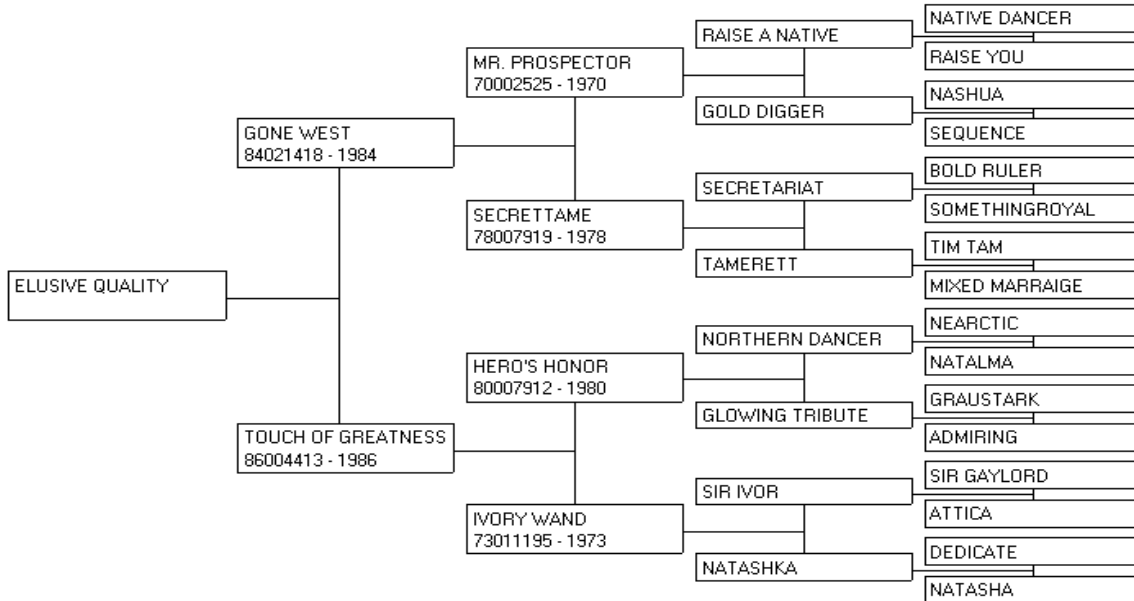 NATIVE DANCER
RAISE A NATIVE
RAISE YOU
MR. PROSPECTOR
70002525 - 1970
NASHUA
GOLD DIGGER
SEQUENCE
GONE WEST
84021418 - 1984
BOLD RULER
SECRETARIAT
SOMETHINGROYAL
SECRETTAME
78007919 - 1978
TIM TAM
TAMERETT
MIXED MARRAIGE
ELUSIVE QUALITY
NEARCTIC
NORTHERN DANCER
NATALMA
HERO'S HONOR
80007912 - 1980
GRAUSTARK
GLOWING TRIBUTE
ADMIRING
TOUCH OF GREATNESS
86004413 - 1986
SIR GAYLORD
SIR IVOR
ATTICA
IVORY WAND
73011195 - 1973
DEDICATE
NATASHKA
NATASHA